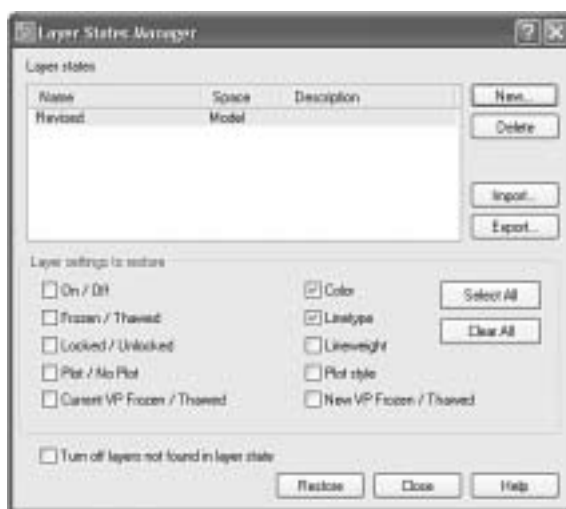 Layer States Manager
Layer states
Name Space Description
Revised Model
New...
Delete
Import...
Export...
Layer settings to restore
On / Off
Color
Select All
Frozen / Thawed
Linetype
Clear All
Locked / Unlocked
Lineweight
Plot / No Plot
Plot style
Current VP Frozen / Thawed
New VP Frozen / Thawed
Turn off layers not found in layer state
Restore Close Help